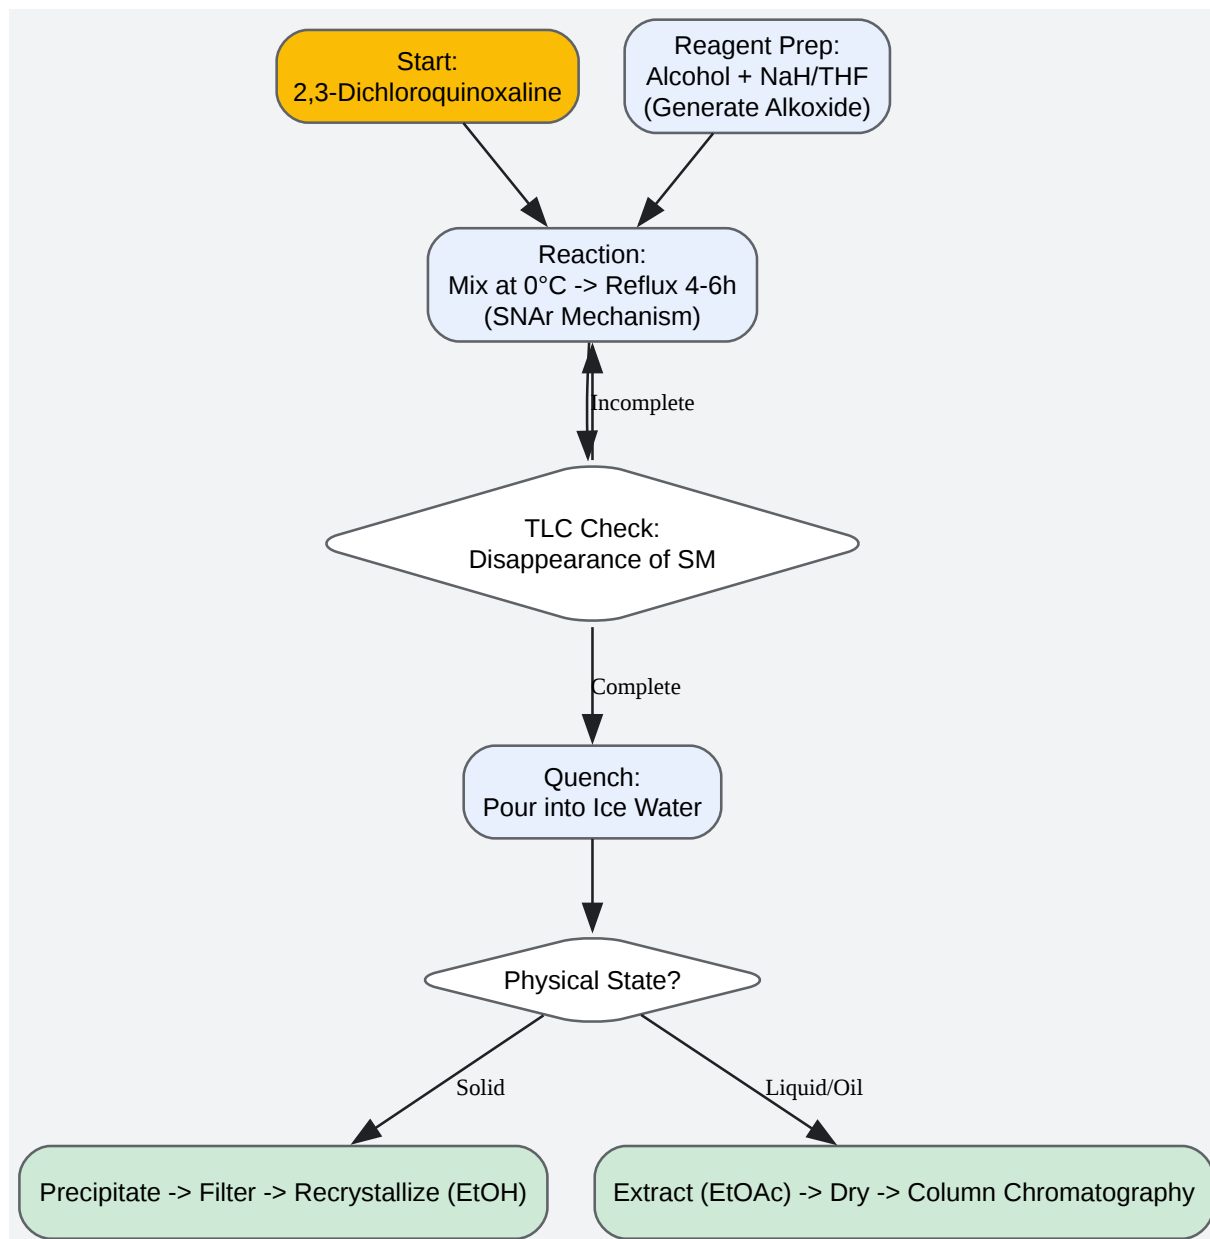 Start:
2,3-Dichloroquinoxaline
Reagent Prep:
Alcohol + NaH/THF
(Generate Alkoxide)
Reaction:
Mix at 0°C -> Reflux 4-6h
(SNAr Mechanism)
Incomplete
TLC Check:
Disappearance of SM
Complete
Quench:
Pour into Ice Water
Physical State?
Solid
Liquid/Oil
Precipitate -> Filter -> Recrystallize (EtOH)
Extract (EtOAc) -> Dry -> Column Chromatography